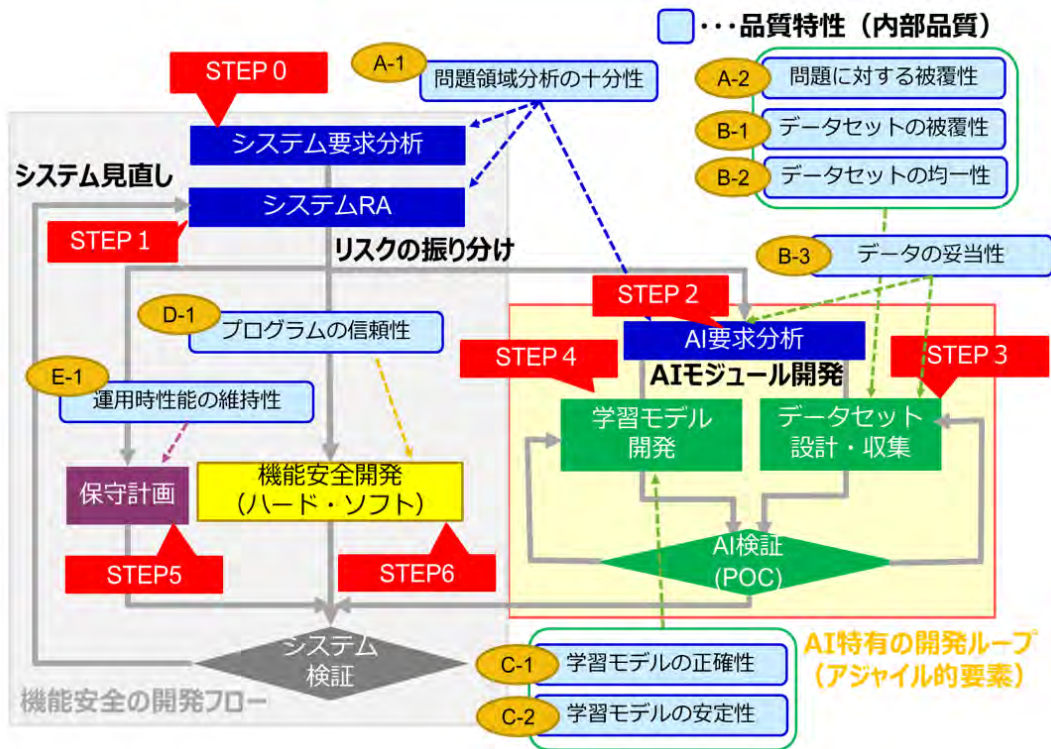 ・・・品質特性（内部品質）
STEP 0
A-1
問題領域分析の十分性
A-2
問題に対する被覆性
B-1
データセットの被覆性
B-2
データセットの均一性
システム要求分析
システム見直し
システムRA
STEP 1
リスクの振り分け
B-3
データの妥当性
STEP 2
D-1
プログラムの信頼性
AI要求分析
STEP 4
STEP 3
AIモジュール開発
E-1
運用時性能の維持性
学習モデル
開発
データセット
設計・収集
保守計画
機能安全開発
（ハード・ソフト）
AI検証
(POC)
STEP5
STEP6
システム
検証
機能安全の開発フロー
C-1
学習モデルの正確性
C-2
学習モデルの安定性
AI特有の開発ループ
（アジャイル的要素）